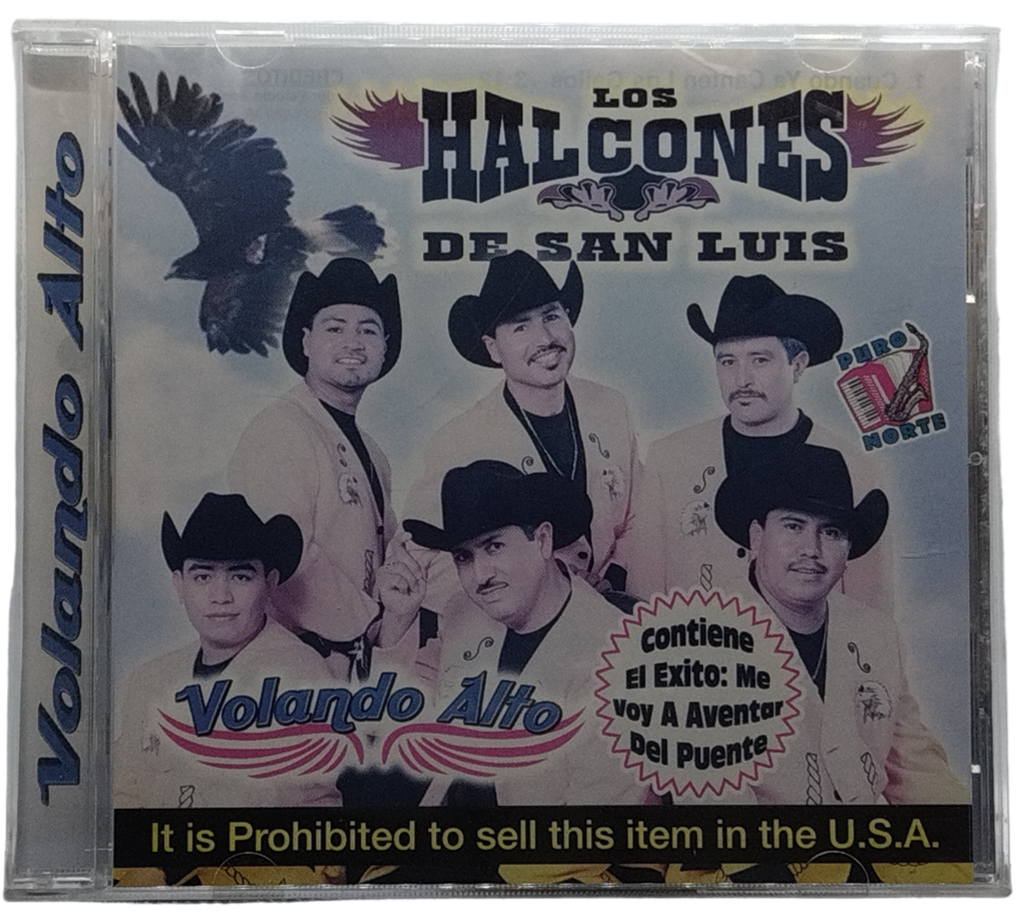 Volando Alto
LOS
HALCONES
DE SAN LUIS
PURO
NORTE
Contiene
El Exito: Me
Voy A Aventar
Del Puente
Volando Alto
It is Prohibited to sell this item in the U.S.A.